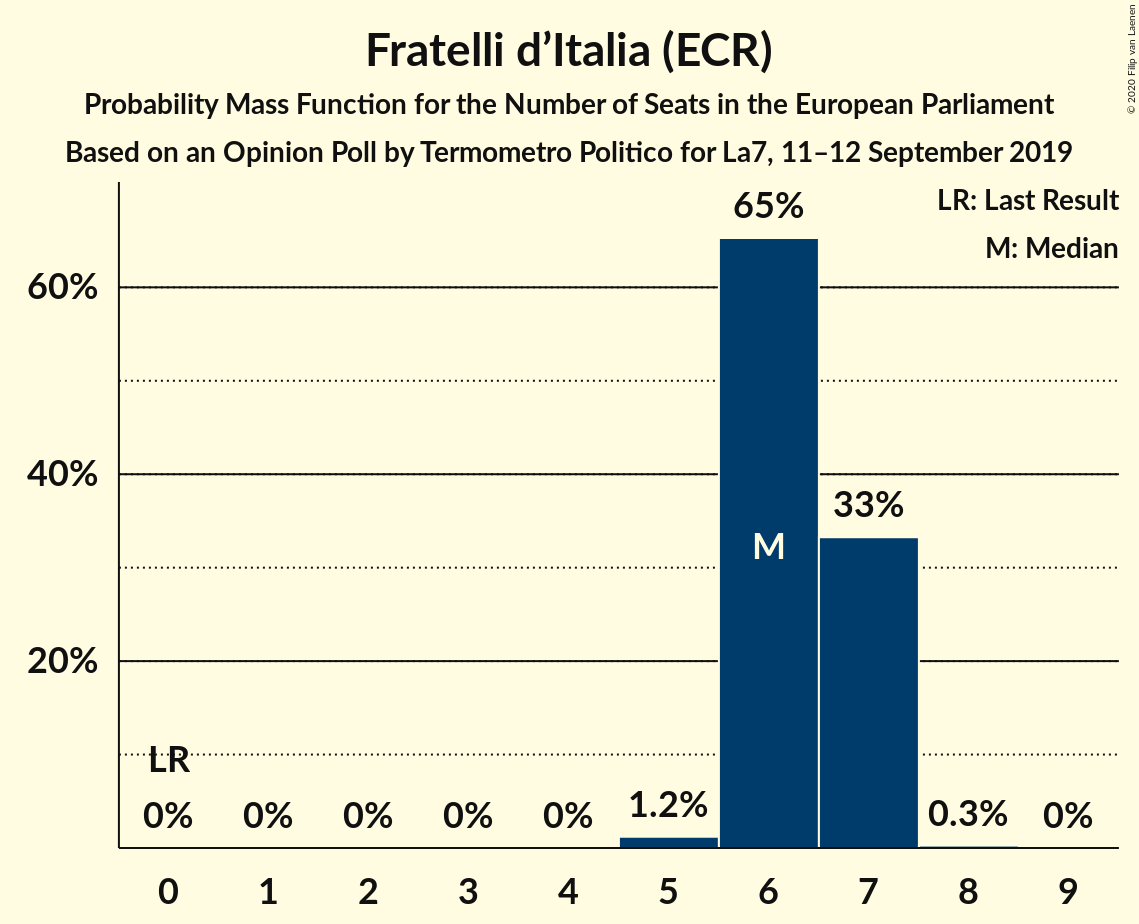 Fratelli d’Italia (ECR)
Probability Mass Function for the Number of Seats in the European Parliament
Based on an Opinion Poll by Termometro Politico for La7, 11–12 September 2019
© 2020 Filip van Laenen
LR: Last Result
M: Median
65%
60%
40%
33%
M
20%
LR
0% 0% 0% 0% 0% 1.2% 0.3% 0%
0 1 2 3 4 5 6 7 8 9